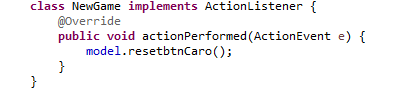 class NewGame implements ActionListener {
@Override
public void actionPerformed(ActionEvent e) {
model.resetbtnCaro();
}
}